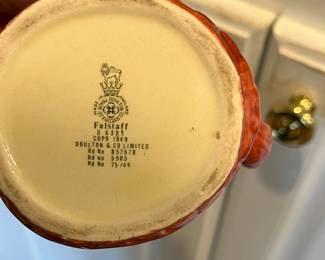 Falstaff
D 6385
COPR 1949
DOULTON & CO LIMITED
Rd No 857578
Rd No 5905
Rd No 75/49